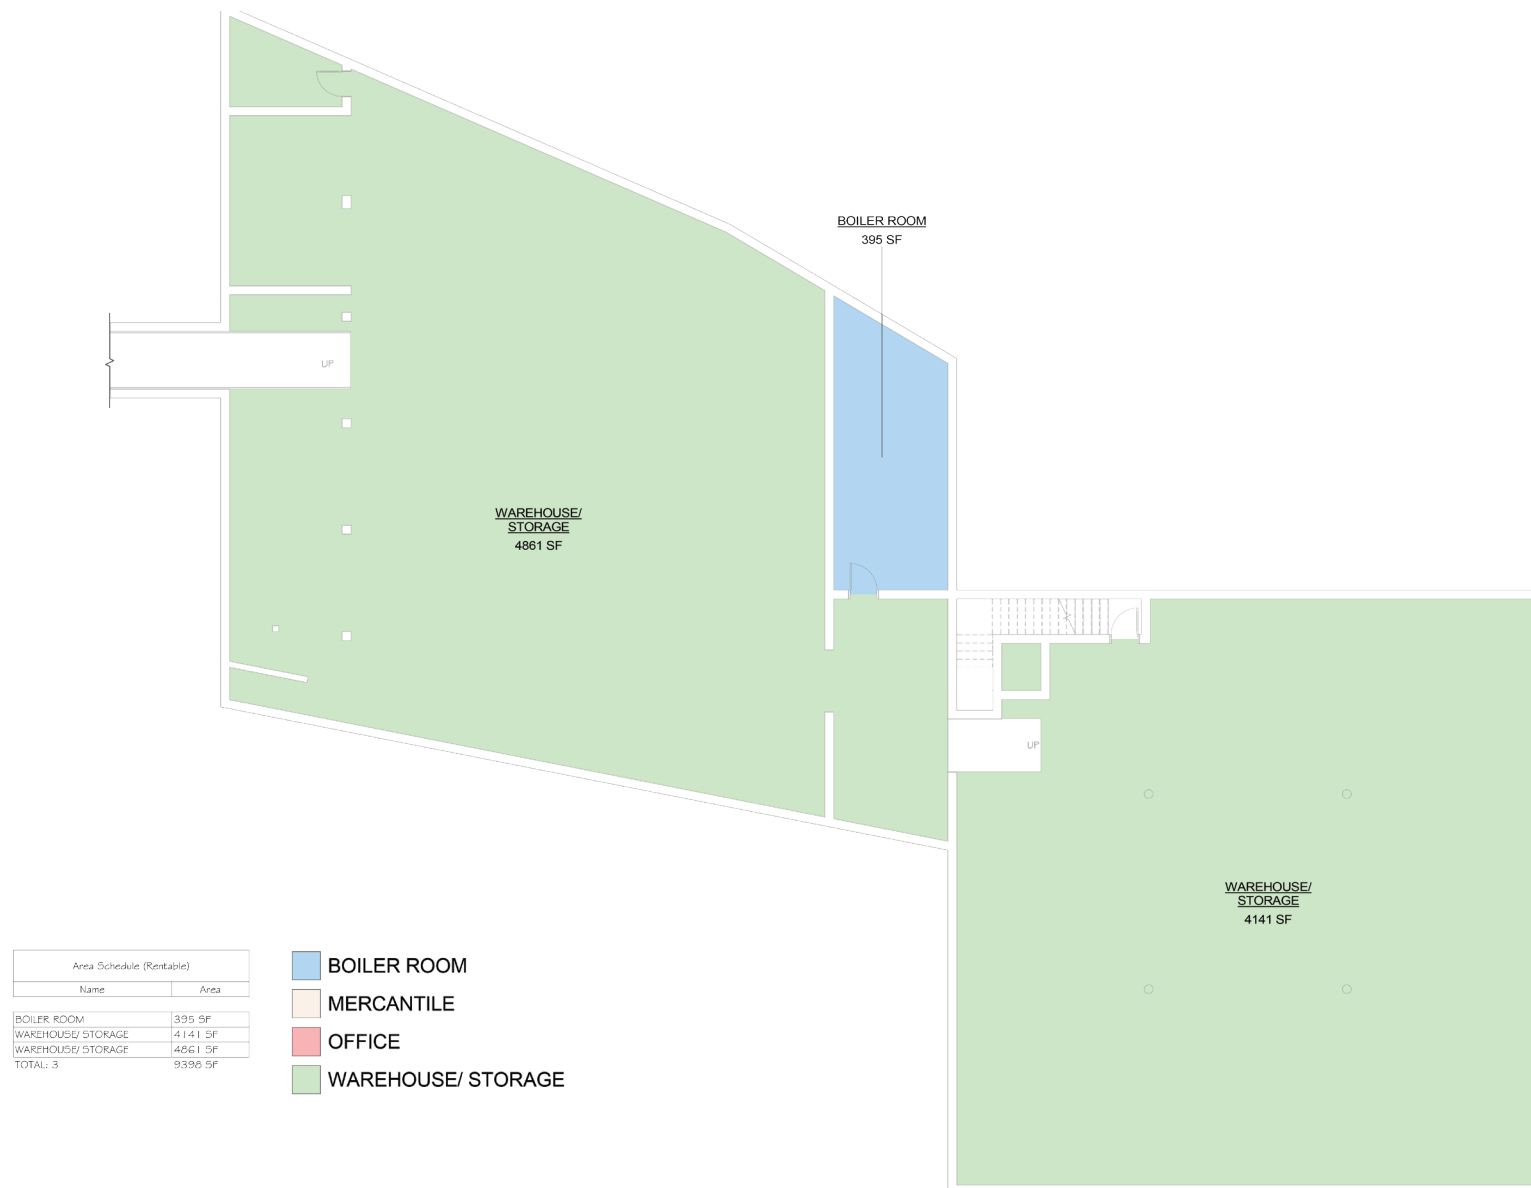 BOILER ROOM
395 SF
UP
WAREHOUSE/
STORAGE
4861 SF
UP
WAREHOUSE/
STORAGE
4141 SF
Area Schedule (Rentable)
Name Area
BOILER ROOM 395 SF
WAREHOUSE/ STORAGE 4141 SF
WAREHOUSE/ STORAGE 4861 SF
TOTAL: 3 9398 SF
BOILER ROOM
MERCANTILE
OFFICE
WAREHOUSE/ STORAGE